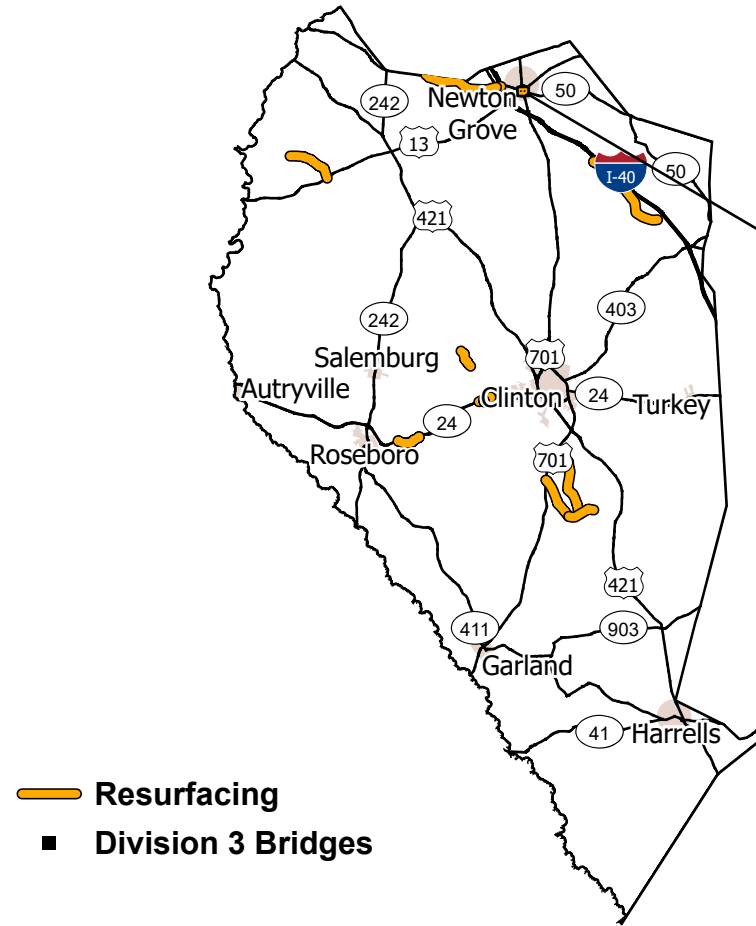 242
Newton
Grove
50
13
50
I-40
421
242
403
Salemburg
701
Autryville
Clinton
24
Turkey
24
Roseboro
701
421
411
903
Garland
41
Harrells
Resurfacing
Division 3 Bridges